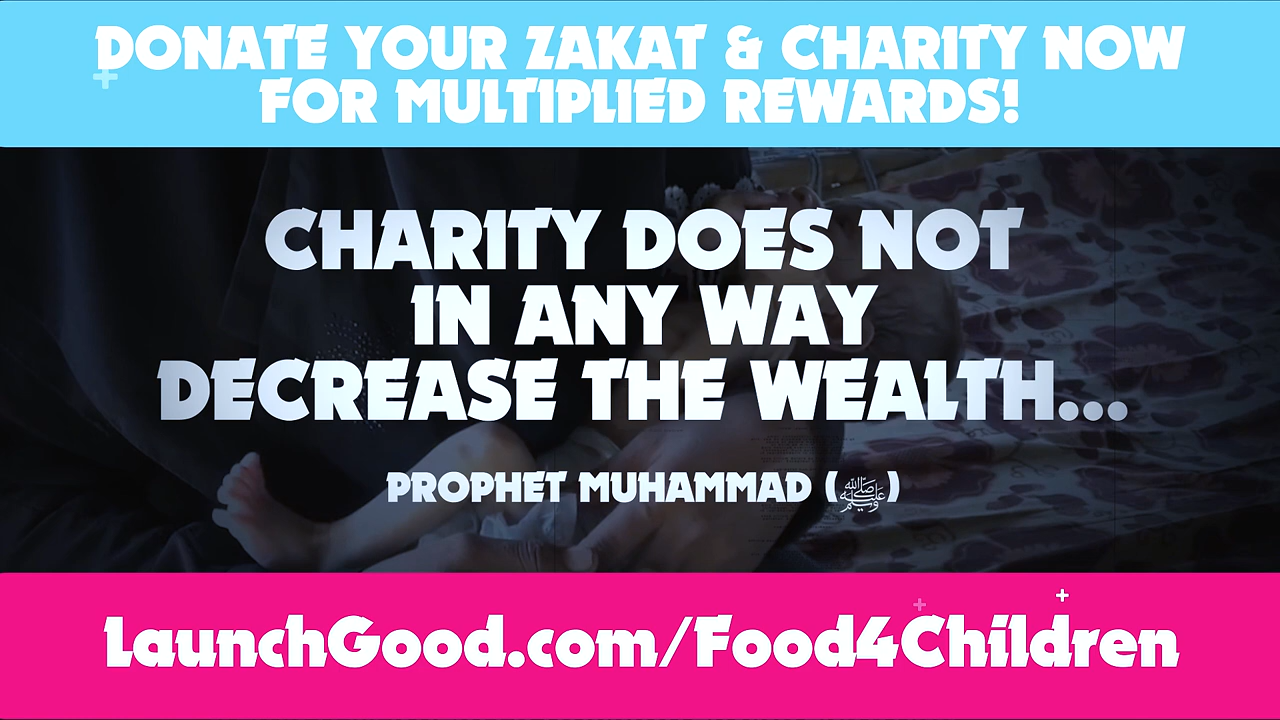 DONATE YOUR ZAKAT & CHARITY NOW
FOR MULTIPLIED REWARDS!
CHARITY DOES NOT
IN ANY WAY
DECREASE THE WEALTH...
PROPHET MUHAMMAD (ﷺ)
LaunchGood.com/Food4Children